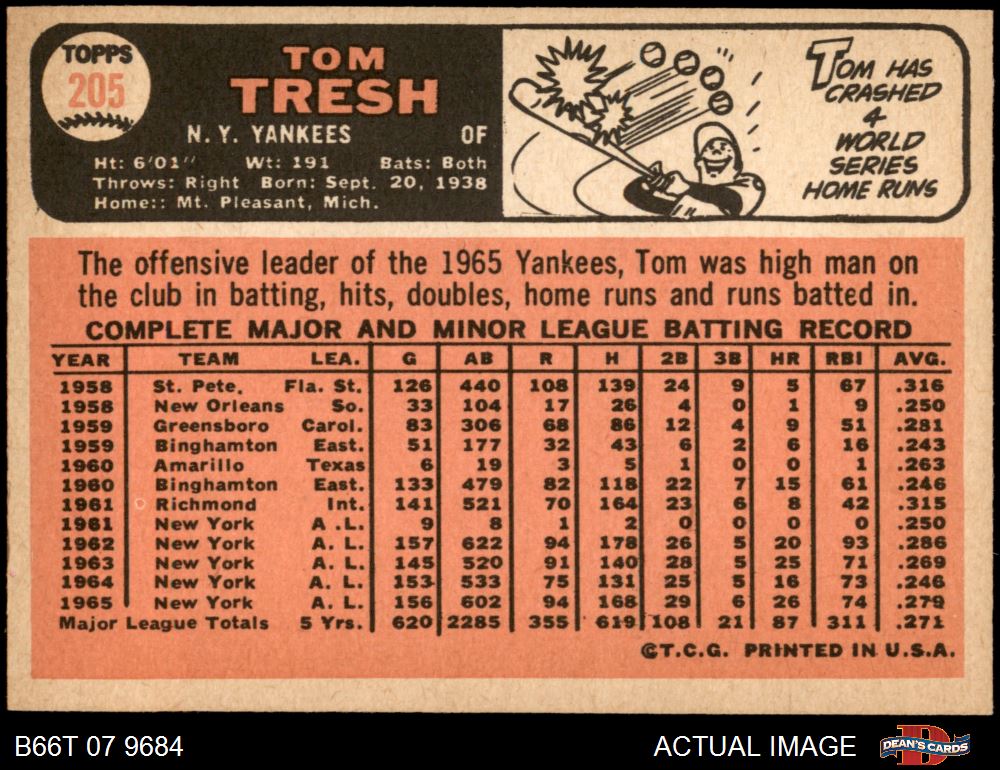 TOPPS
205
TOM
TRESH
N. Y. YANKEES OF
Ht: 6'01" Wt: 191 Bats: Both
Throws: Right Born: Sept. 20, 1938
Home:: Mt. Pleasant, Mich.
TOM HAS
CRASHED
4
WORLD
SERIES
HOME RUNS
The offensive leader of the 1965 Yankees, Tom was high man on
the club in batting, hits, doubles, home runs and runs batted in.
COMPLETE MAJOR AND MINOR LEAGUE BATTING RECORD
YEAR TEAM LEA. G AB R H 2B 3B HR RBI AVG.
1958 St. Pete. Fla. St. 126 440 108 139 24 9 5 67 .316
1958 New Orleans So. 33 104 17 26 4 0 1 9 .250
1959 Greensboro Carol. 83 306 68 86 12 4 9 51 .281
1959 Binghamton East. 51 177 32 43 6 2 6 16 .243
1960 Amarillo Texas 6 19 3 5 1 0 0 1 .263
1960 Binghamton East. 133 479 82 118 22 7 15 61 .246
1961 Richmond Int. 141 521 70 164 23 6 8 42 .315
1961 New York A .L. 9 8 1 2 0 0 0 0 .250
1962 New York A. L. 157 622 94 178 26 5 20 93 .286
1963 New York A. L. 145 520 91 140 28 5 25 71 .269
1964 New York A. L. 153 533 75 131 25 5 16 73 .246
1965 New York A. L. 156 602 94 168 29 6 26 74 .279
Major League Totals 5 Yrs. 620 2285 355 619 108 21 87 311 .271
©T.C.G. PRINTED IN U.S.A.
B66T 07 9684 ACTUAL IMAGE D DEAN'S CARDS